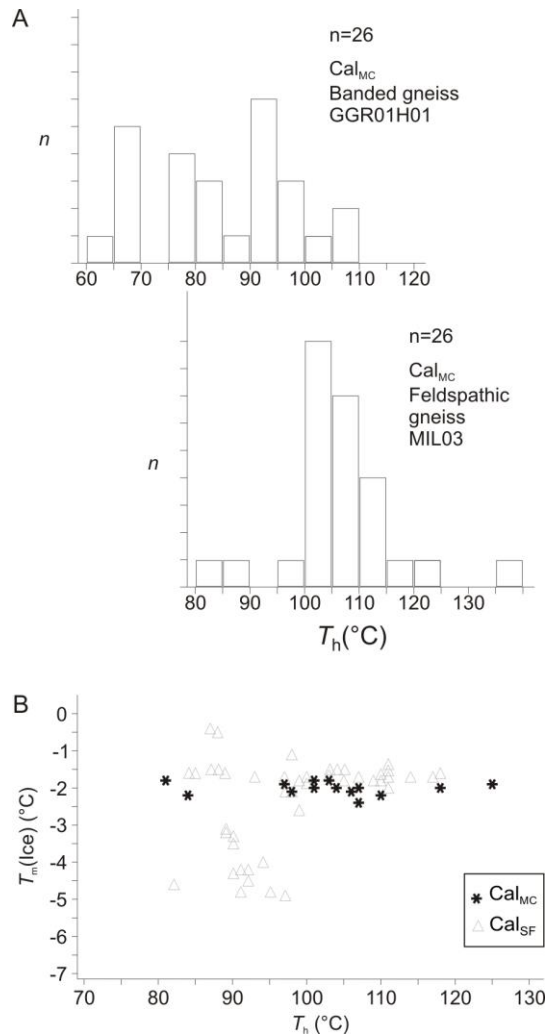 A
n=26
Cal_MC
Banded gneiss
GGR01H01
n
60 70 80 90 100 110 120
n=26
Cal_MC
Feldspathic
gneiss
MIL03
n
80 90 100 110 120 130
T_h(°C)
B
0
-1
-2
-3
-4
-5
-6
-7
T_m(Ice) (°C)
Cal_MC
Cal_SF
70 80 90 100 110 120 130
T_h (°C)